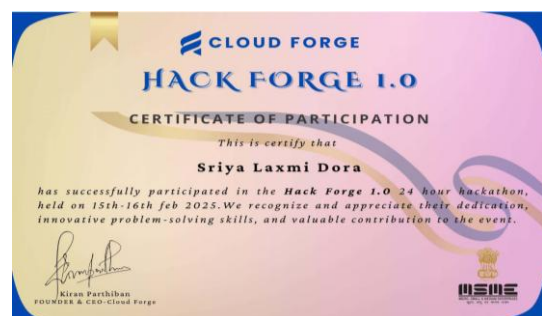 CLOUD FORGE
HACK FORGE 1.0
CERTIFICATE OF PARTICIPATION
This is certify that
Sriya Laxmi Dora
has successfully participated in the Hack Forge 1.0 24 hour hackathon,
held on 15th-16th feb 2025.We recognize and appreciate their dedication,
innovative problem-solving skills, and valuable contribution to the event.
Kiran Parthiban
FOUNDER & CEO-Cloud Forge
MSME